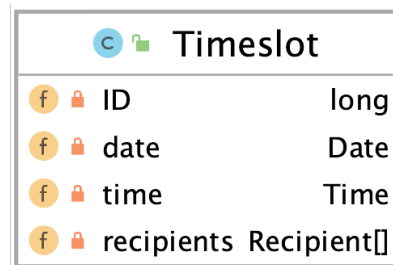 C Timeslot
f ID long
f date Date
f time Time
f recipients Recipient[]